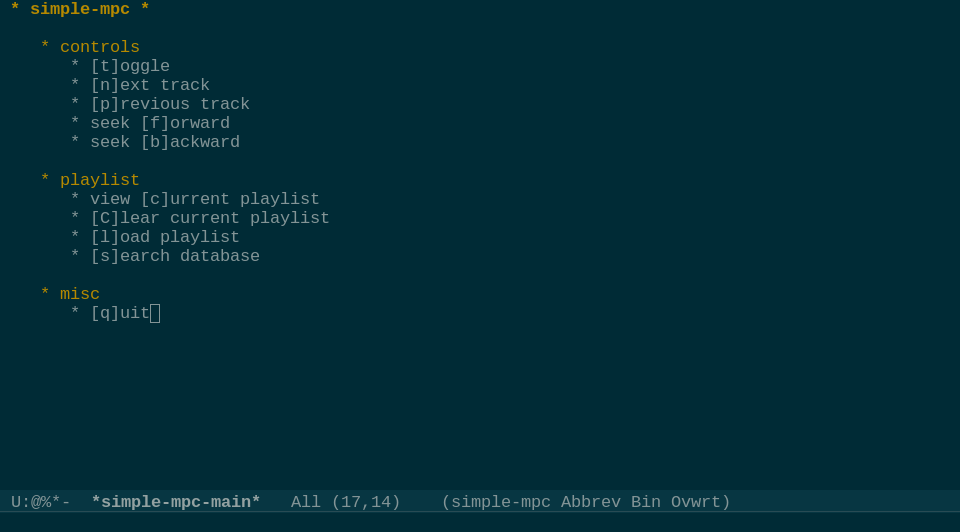 * simple-mpc *
* controls
* [t]oggle
* [n]ext track
* [p]revious track
* seek [f]orward
* seek [b]ackward
* playlist
* view [c]urrent playlist
* [C]lear current playlist
* [l]oad playlist
* [s]earch database
* misc
* [q]uit
U:@%*-  *simple-mpc-main*   All (17,14)    (simple-mpc Abbrev Bin Ovwrt)